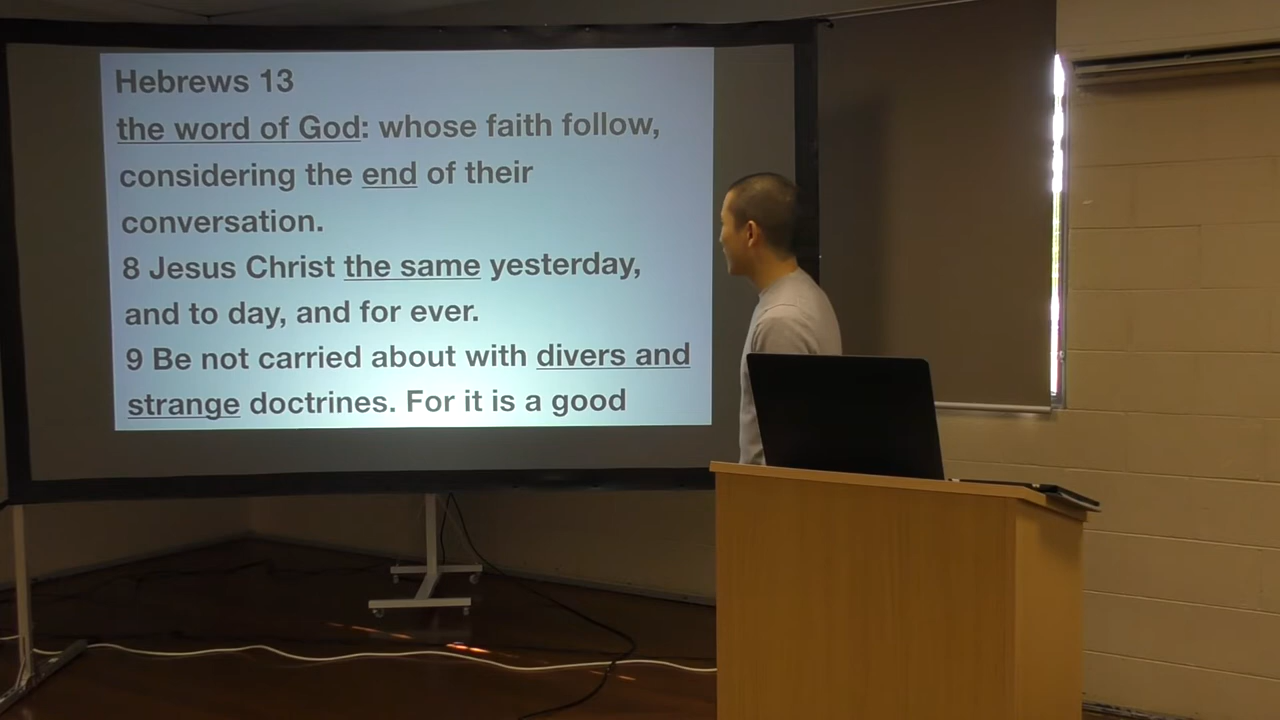 Hebrews 13
the word of God: whose faith follow,
considering the end of their
conversation.
8 Jesus Christ the same yesterday,
and to day, and for ever.
9 Be not carried about with divers and
strange doctrines. For it is a good